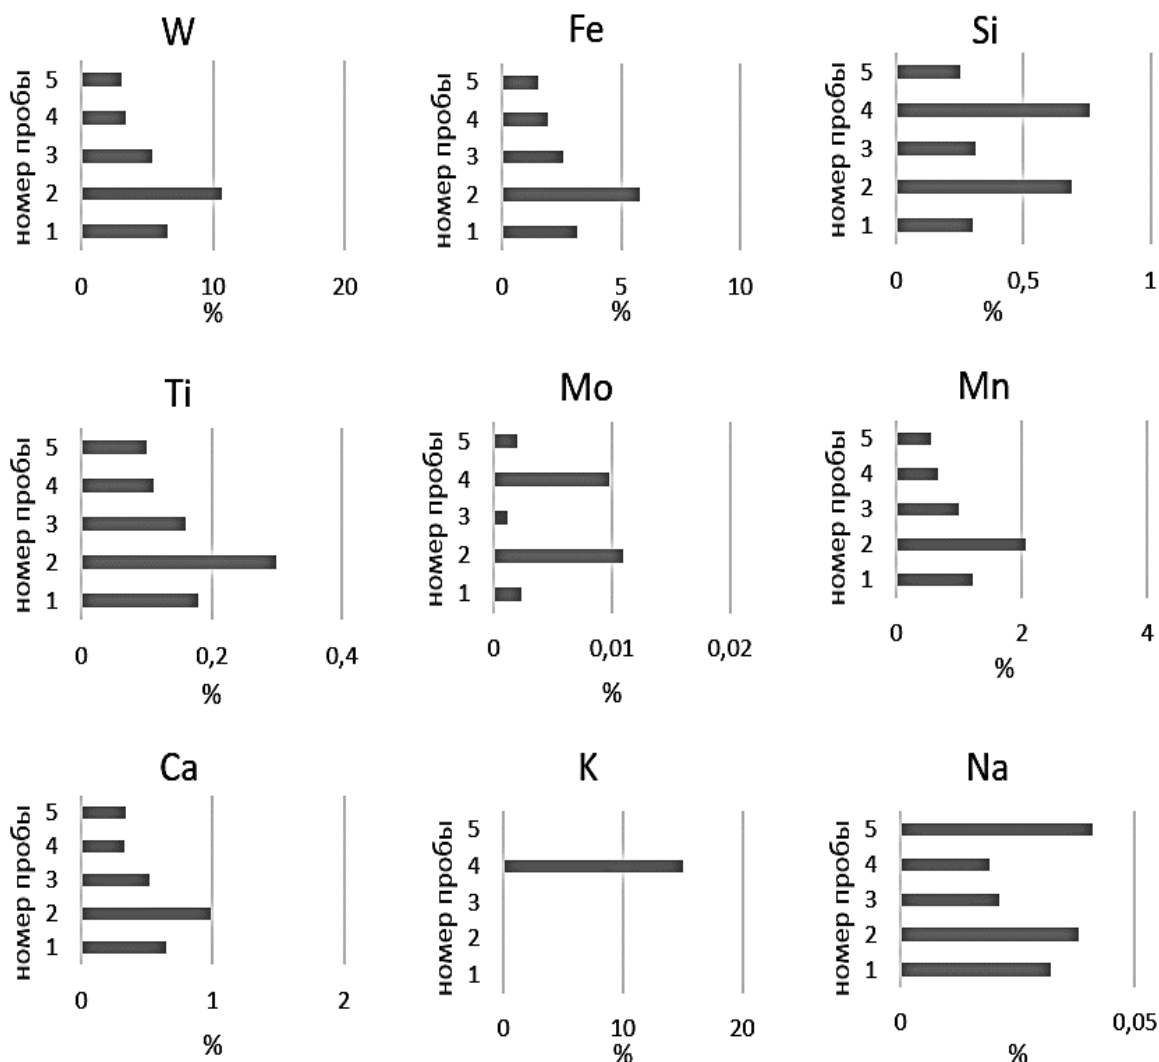 W
номер пробы
5
4
3
2
1
0 10 20
%
Fe
номер пробы
5
4
3
2
1
0 5 10
%
Si
номер пробы
5
4
3
2
1
0 0,5 1
%
Ti
номер пробы
5
4
3
2
1
0 0,2 0,4
%
Mo
номер пробы
5
4
3
2
1
0 0,01 0,02
%
Mn
номер пробы
5
4
3
2
1
0 2 4
%
Ca
номер пробы
5
4
3
2
1
0 1 2
%
K
номер пробы
5
4
3
2
1
0 10 20
%
Na
номер пробы
5
4
3
2
1
0 0,05
%